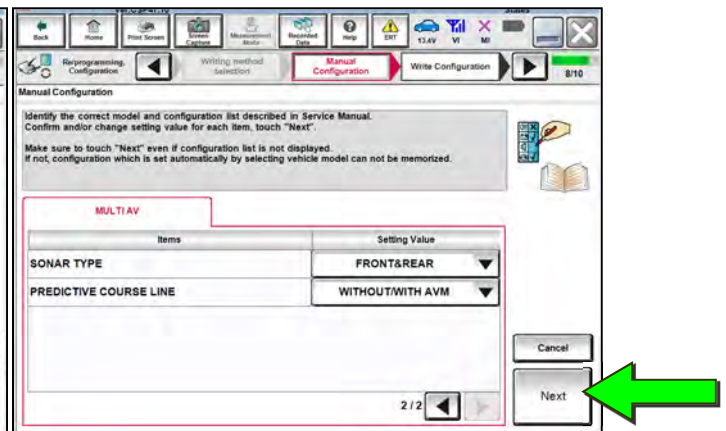 Back
Home
Print Screen
Screen
Capture
Measurement
Mode
Recorded
Data
Help
ERT
13.4V
VI
MI
Reprogramming,
Configuration
Writing method
selection
Manual
Configuration
Write Configuration
8/10
Manual Configuration
Identify the correct model and configuration list described in Service Manual.
Confirm and/or change setting value for each item, touch "Next".
Make sure to touch "Next" even if configuration list is not displayed.
If not, configuration which is set automatically by selecting vehicle model can not be memorized.
MULTI AV
Items
Setting Value
SONAR TYPE
FRONT&REAR
PREDICTIVE COURSE LINE
WITHOUT/WITH AVM
2/2
Cancel
Next